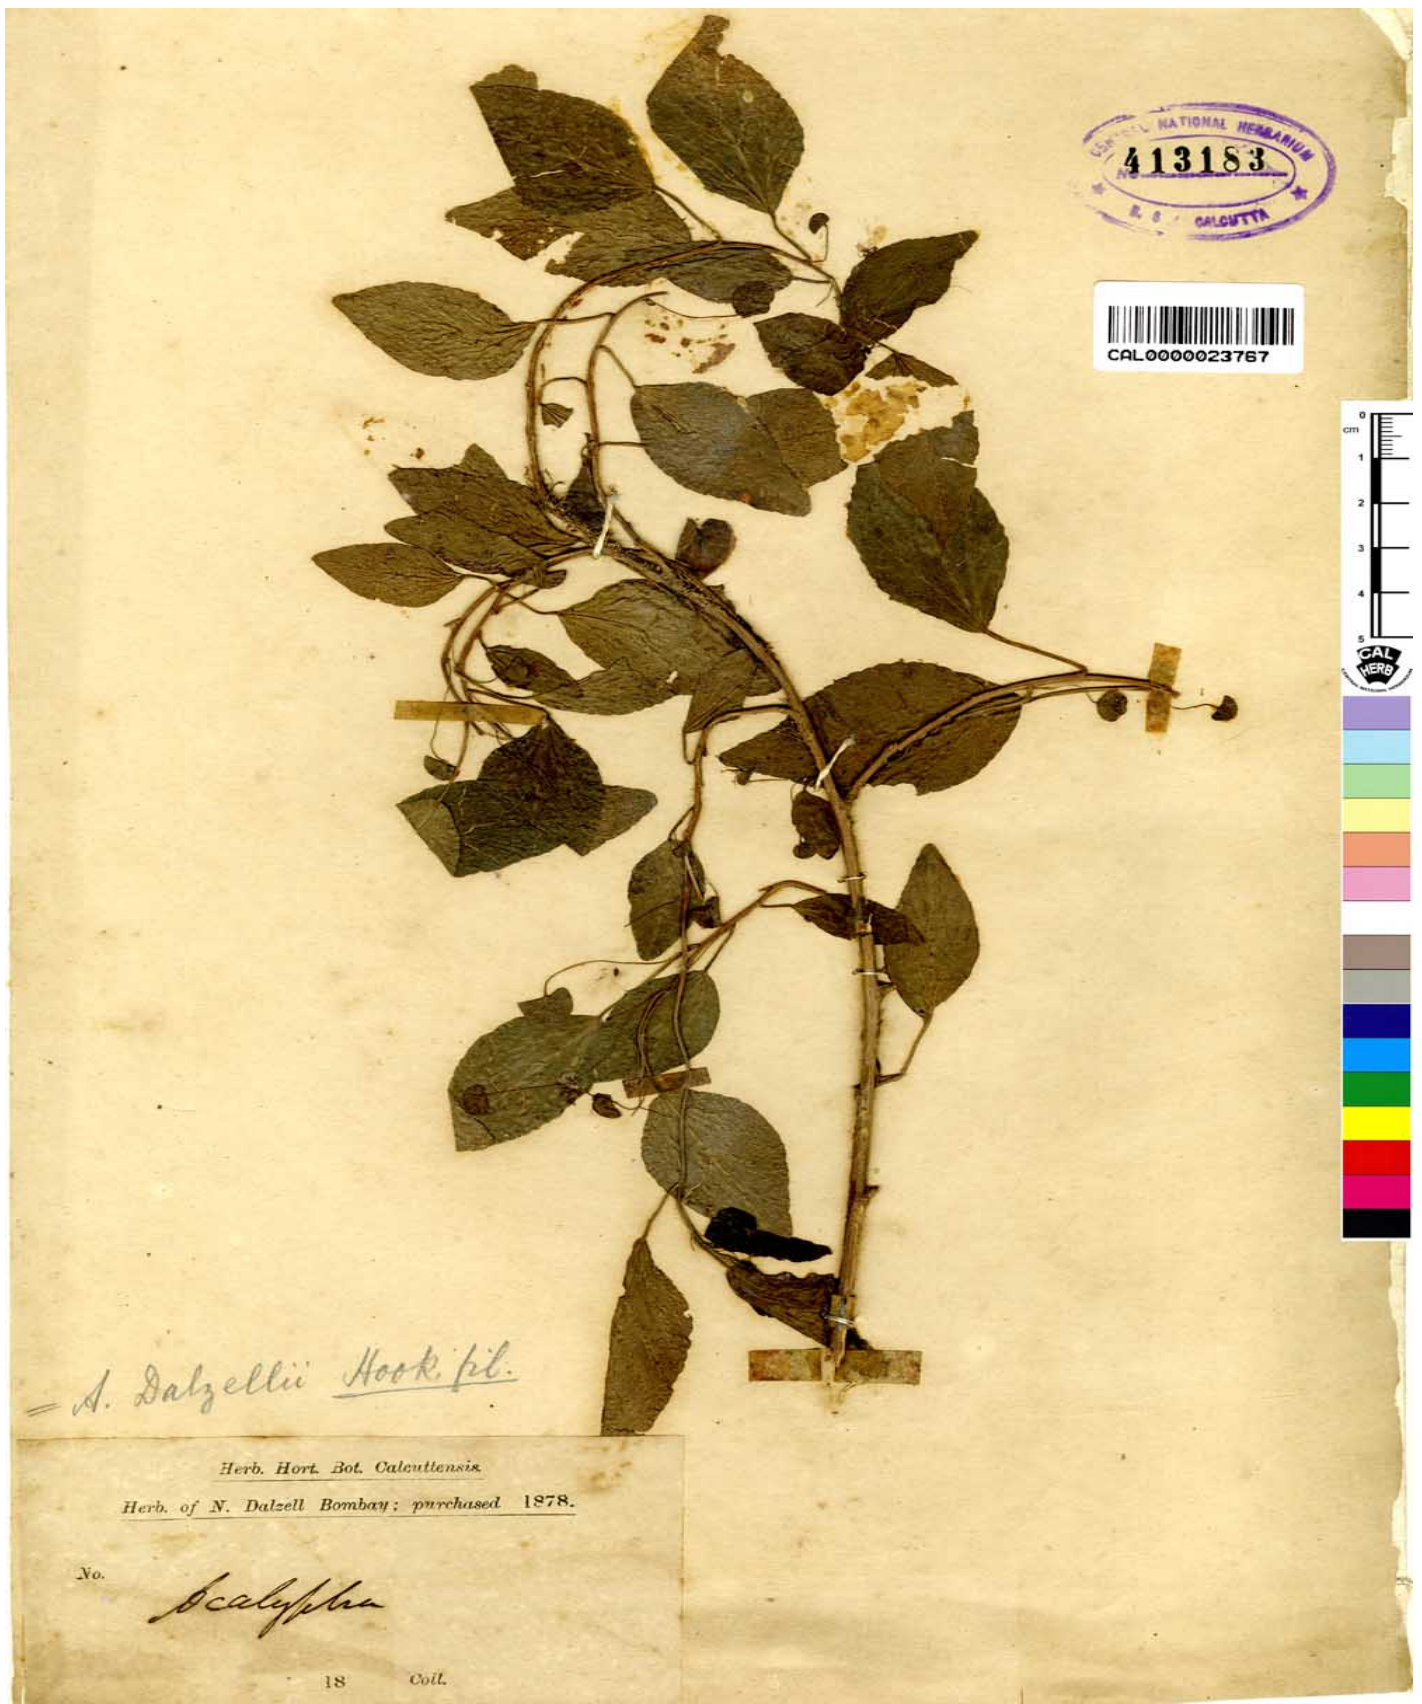 CENTRAL NATIONAL HERBARIUM
No 413183
B. S. I. CALCUTTA
CAL0000023767
0
cm
1
2
3
4
5
CAL
HERB
= A. Dalzellii Hook. fil.
Herb. Hort. Bot. Calcuttensis.
Herb. of N. Dalzell Bombay; purchased 1878.
No.
Acalypha
18 Coll.